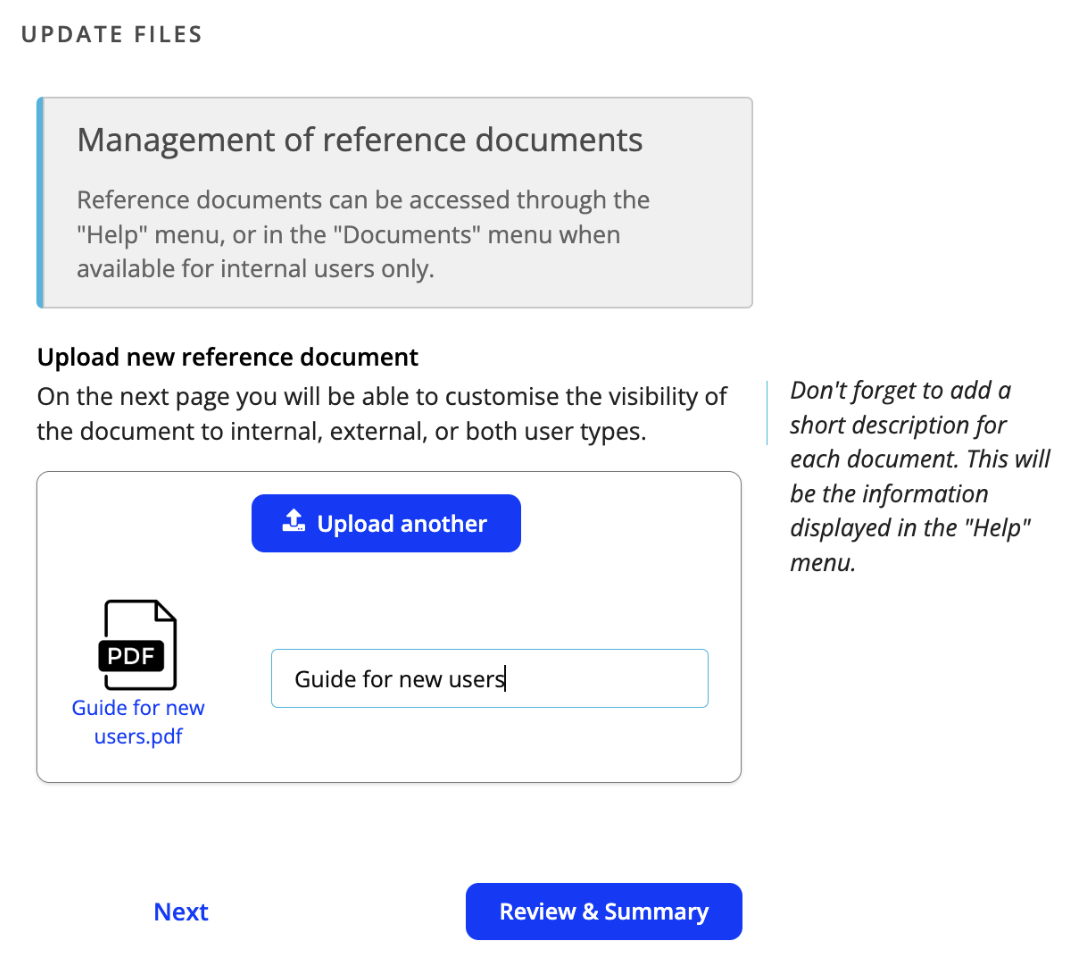 UPDATE FILES
Management of reference documents
Reference documents can be accessed through the
"Help" menu, or in the "Documents" menu when
available for internal users only.
Upload new reference document
On the next page you will be able to customise the visibility of
the document to internal, external, or both user types.
Don't forget to add a
short description for
each document. This will
be the information
displayed in the "Help"
menu.
Upload another
PDF
Guide for new
users.pdf
Guide for new users
Next
Review & Summary